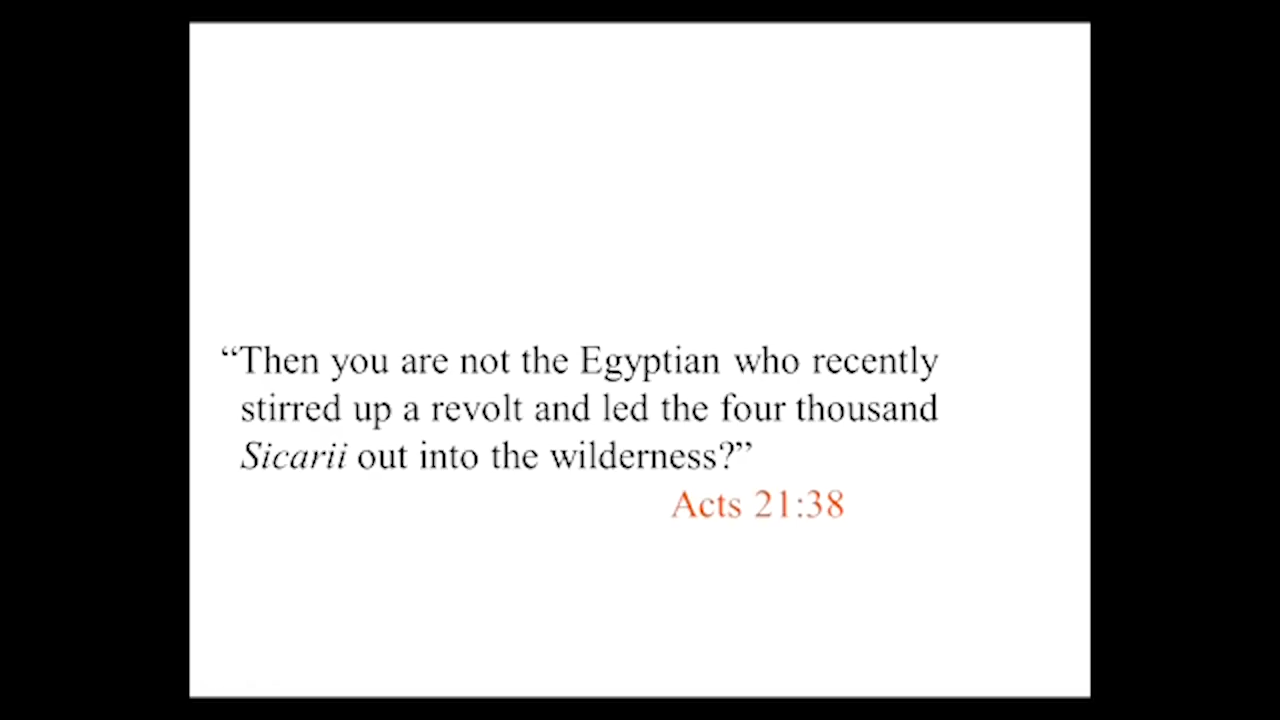 “Then you are not the Egyptian who recently
stirred up a revolt and led the four thousand
Sicarii out into the wilderness?”
Acts 21:38